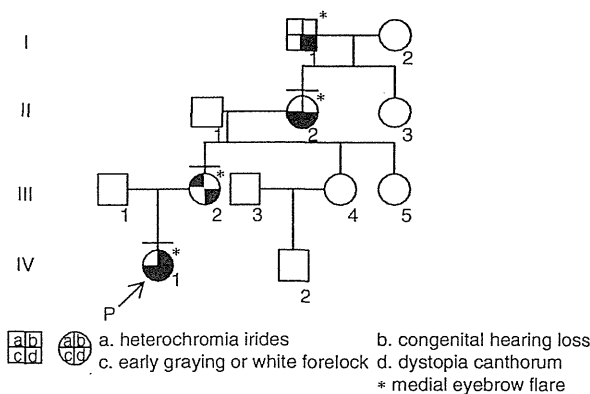 I
*
1
2
II
1
*
2
3
III
1
*
2
3
4
5
IV
*
1
2
P
a b a b a. heterochromia irides b. congenital hearing loss
c d c d c. early graying or white forelock d. dystopia canthorum
* medial eyebrow flare